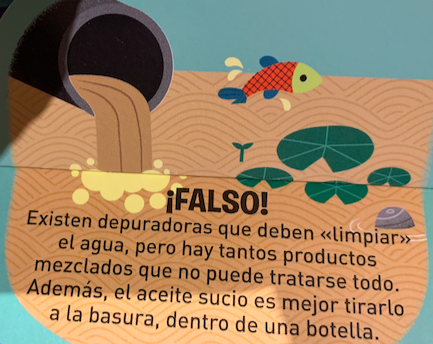 ¡FALSO!
Existen depuradoras que deben «limpiar»
el agua, pero hay tantos productos
mezclados que no puede tratarse todo.
Además, el aceite sucio es mejor tirarlo
a la basura, dentro de una botella.